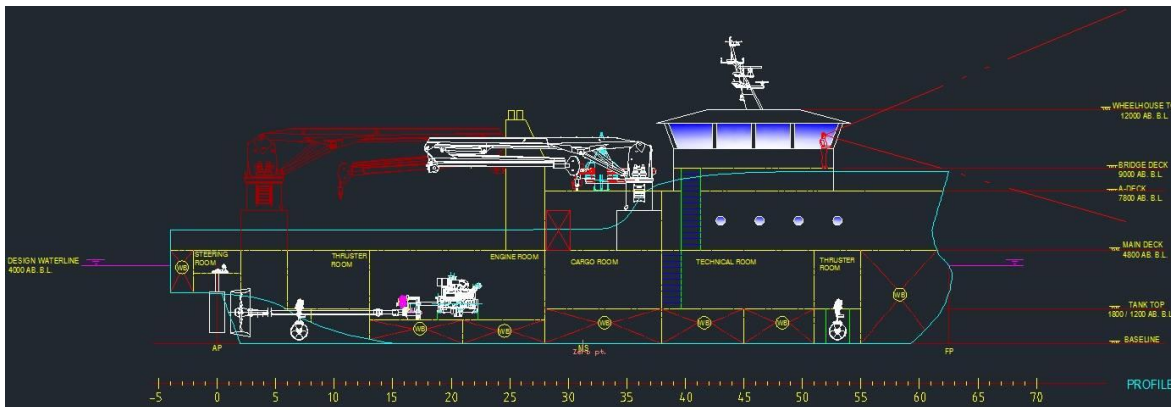 WHEELHOUSE TO
12000 AB. B.L.
BRIDGE DECK
9000 AB. B.L.
A-DECK
7800 AB. B.L.
DESIGN WATERLINE
4000 AB. B.L.
WB
STEERING
ROOM
THRUSTER
ROOM
ENGINE ROOM
CARGO ROOM
TECHNICAL ROOM
THRUSTER
ROOM
MAIN DECK
4800 AB. B.L.
WB
WB
WB
WB
WB
WB
TANK TOP
1800 / 1200 AB. B.L.
BASELINE
AP
MS
FP
Zero pt.
-5 0 5 10 15 20 25 30 35 40 45 50 55 60 65 70
PROFILE